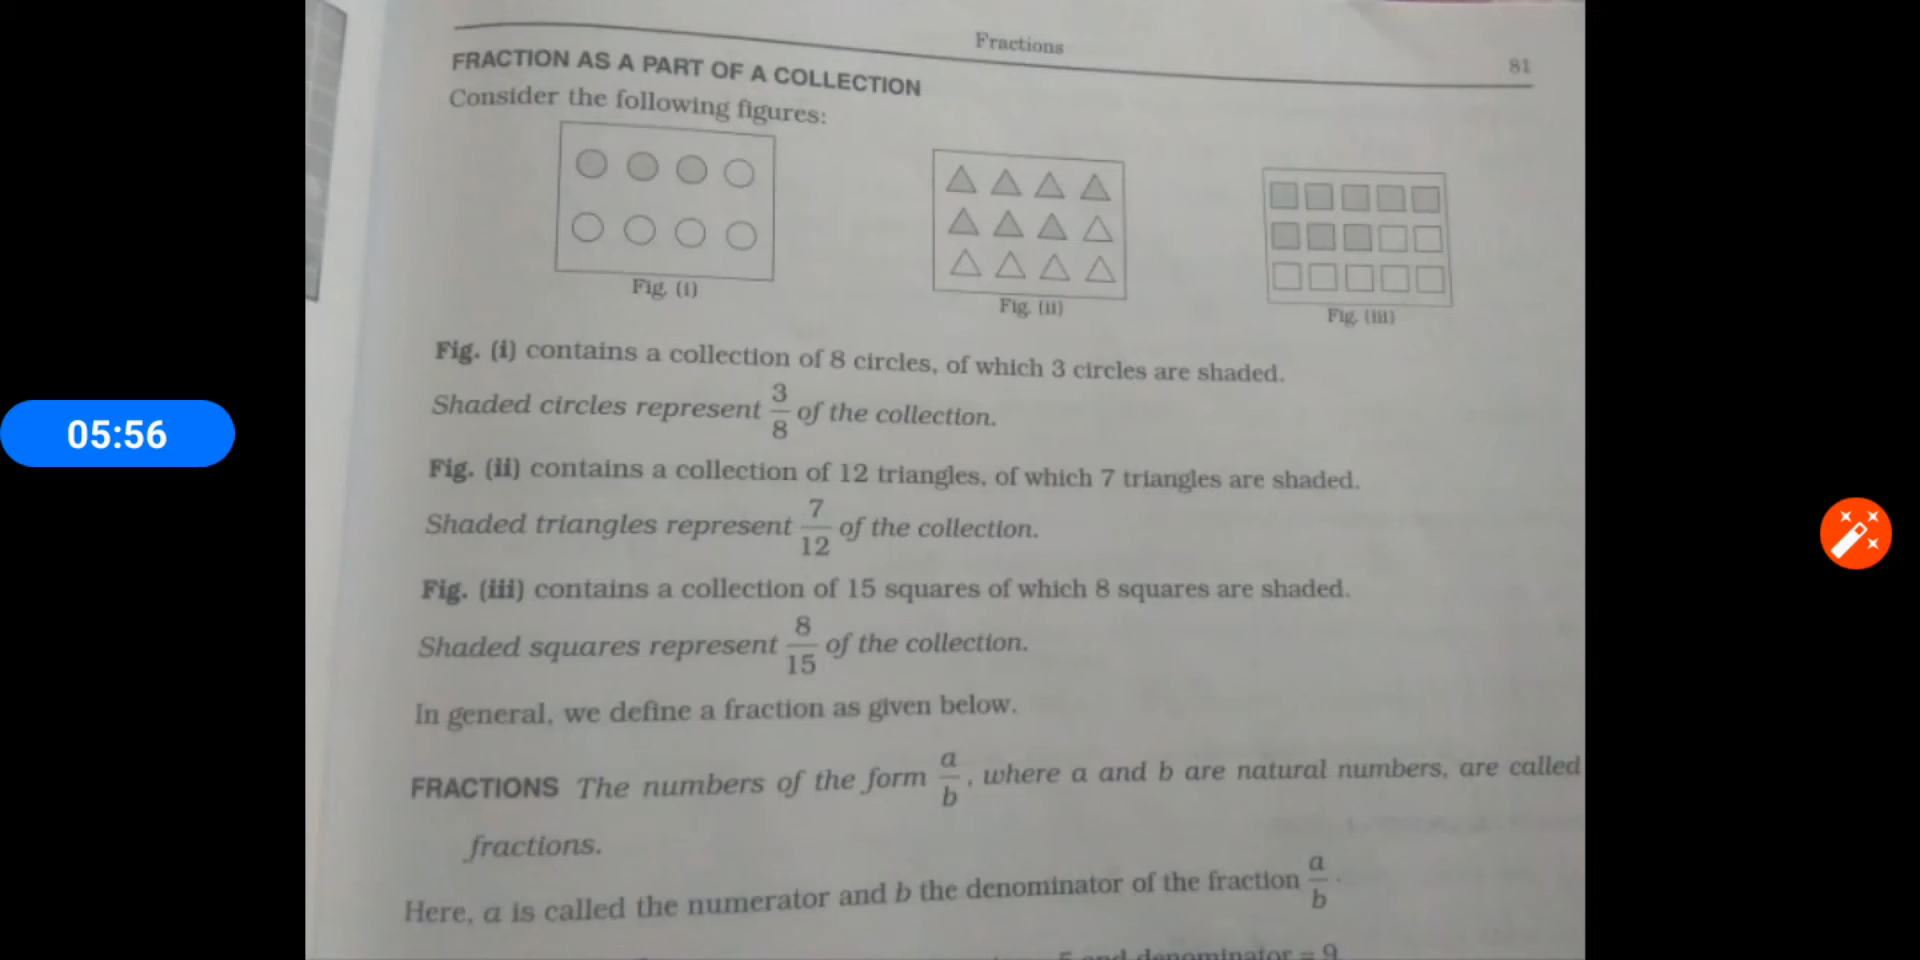 Fractions
81
FRACTION AS A PART OF A COLLECTION
Consider the following figures:
Fig. (i)
Fig. (ii)
Fig. (iii)
Fig. (i) contains a collection of 8 circles, of which 3 circles are shaded.
Shaded circles represent 3/8 of the collection.
05:56
Fig. (ii) contains a collection of 12 triangles, of which 7 triangles are shaded.
Shaded triangles represent 7/12 of the collection.
Fig. (iii) contains a collection of 15 squares of which 8 squares are shaded.
Shaded squares represent 8/15 of the collection.
In general, we define a fraction as given below.
FRACTIONS The numbers of the form a/b, where a and b are natural numbers, are called
fractions.
Here, a is called the numerator and b the denominator of the fraction a/b.
5 and denominator = 9